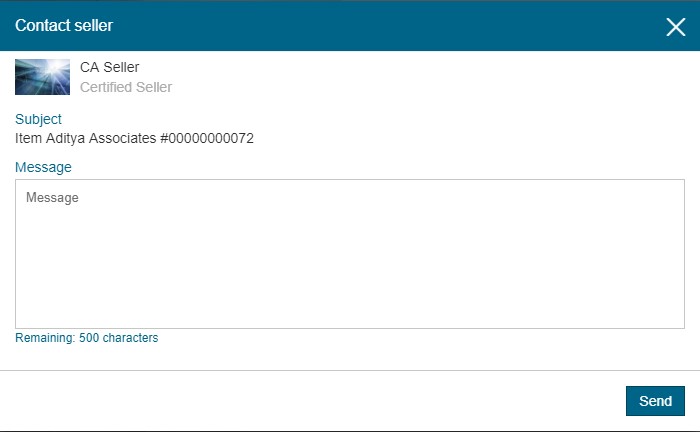 Contact seller
CA Seller
Certified Seller
Subject
Item Aditya Associates #00000000072
Message
Message
Remaining: 500 characters
Send